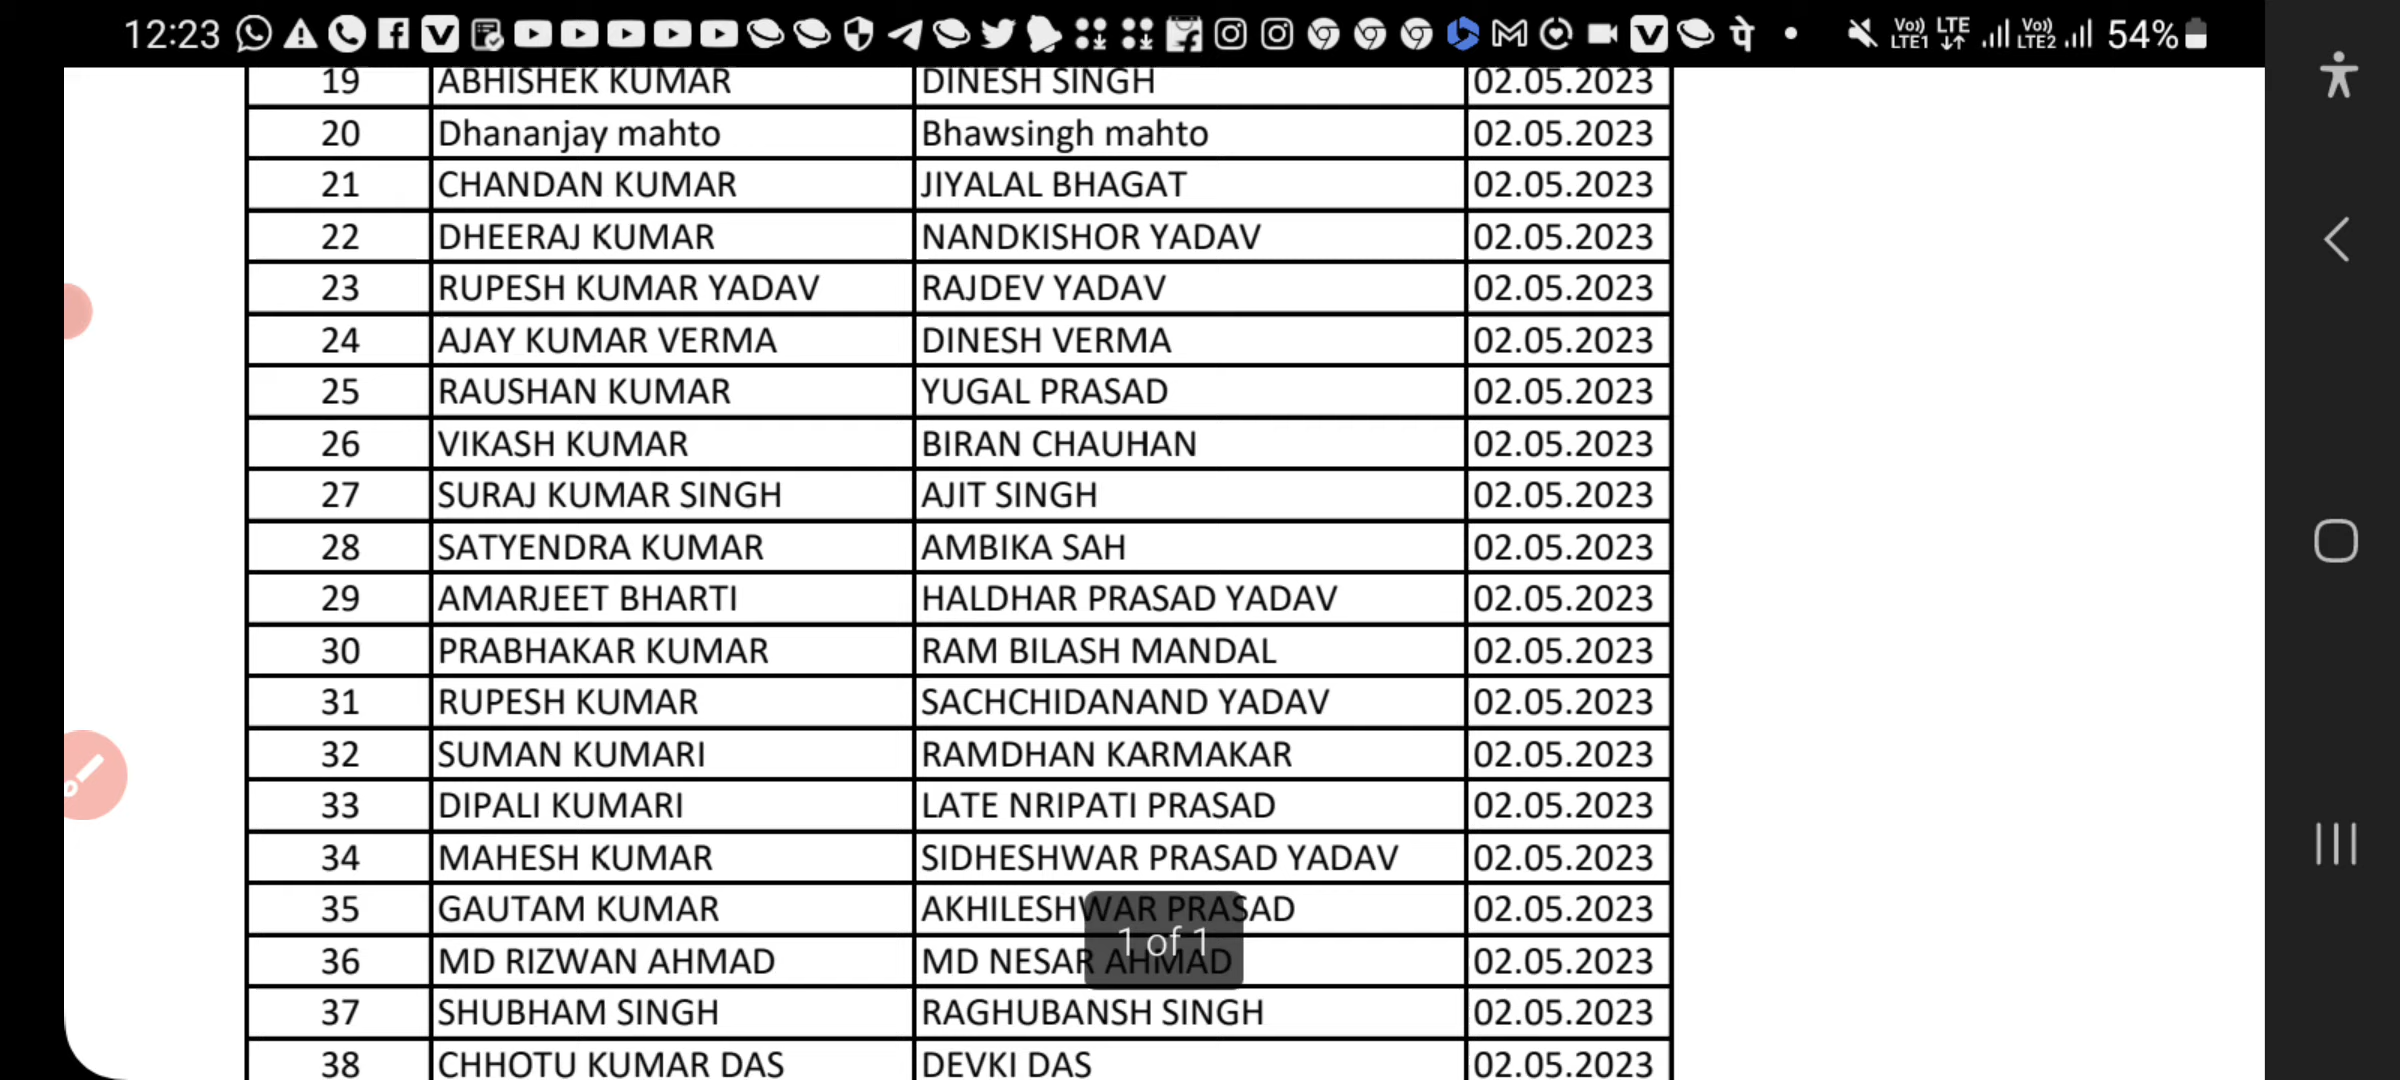 12:23 Vo)) LTE1 LTE Vo)) LTE2 54%
19 ABHISHEK KUMAR DINESH SINGH 02.05.2023
20 Dhananjay mahto Bhawsingh mahto 02.05.2023
21 CHANDAN KUMAR JIYALAL BHAGAT 02.05.2023
22 DHEERAJ KUMAR NANDKISHOR YADAV 02.05.2023
23 RUPESH KUMAR YADAV RAJDEV YADAV 02.05.2023
24 AJAY KUMAR VERMA DINESH VERMA 02.05.2023
25 RAUSHAN KUMAR YUGAL PRASAD 02.05.2023
26 VIKASH KUMAR BIRAN CHAUHAN 02.05.2023
27 SURAJ KUMAR SINGH AJIT SINGH 02.05.2023
28 SATYENDRA KUMAR AMBIKA SAH 02.05.2023
29 AMARJEET BHARTI HALDHAR PRASAD YADAV 02.05.2023
30 PRABHAKAR KUMAR RAM BILASH MANDAL 02.05.2023
31 RUPESH KUMAR SACHCHIDANAND YADAV 02.05.2023
32 SUMAN KUMARI RAMDHAN KARMAKAR 02.05.2023
33 DIPALI KUMARI LATE NRIPATI PRASAD 02.05.2023
34 MAHESH KUMAR SIDHESHWAR PRASAD YADAV 02.05.2023
35 GAUTAM KUMAR AKHILESHWAR PRASAD 02.05.2023
1 of 1
36 MD RIZWAN AHMAD MD NESAR AHMAD 02.05.2023
37 SHUBHAM SINGH RAGHUBANSH SINGH 02.05.2023
38 CHHOTU KUMAR DAS DEVKI DAS 02.05.2023